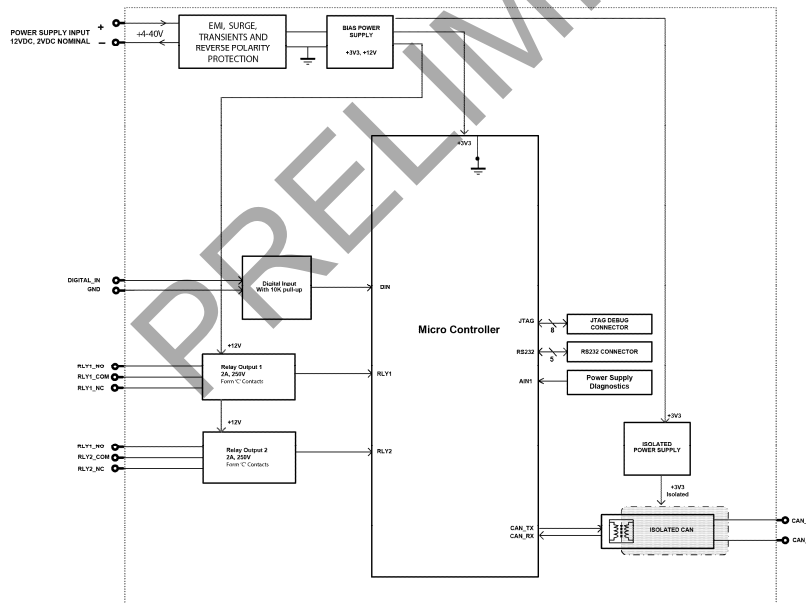 POWER SUPPLY INPUT
12VDC, 2VDC NOMINAL
+
–
+4-40V
EMI, SURGE,
TRANSIENTS AND
REVERSE POLARITY
PROTECTION
BIAS POWER
SUPPLY
+3V3, +12V
+3V3
DIGITAL_IN
GND
Digital Input
With 10K pull-up
DIN
Micro Controller
JTAG
8
JTAG DEBUG
CONNECTOR
RS232
5
RS232 CONNECTOR
AIN1
Power Supply
Diagnostics
+12V
RLY1_NO
RLY1_COM
RLY1_NC
Relay Output 1
2A, 250V
Form 'C' Contacts
RLY1
+12V
RLY1_NO
RLY2_COM
RLY2_NC
Relay Output 2
2A, 250V
Form 'C' Contacts
RLY2
+3V3
ISOLATED
POWER SUPPLY
+3V3
Isolated
CAN_TX
CAN_RX
ISOLATED CAN
CAN_
CAN_
PRELIM